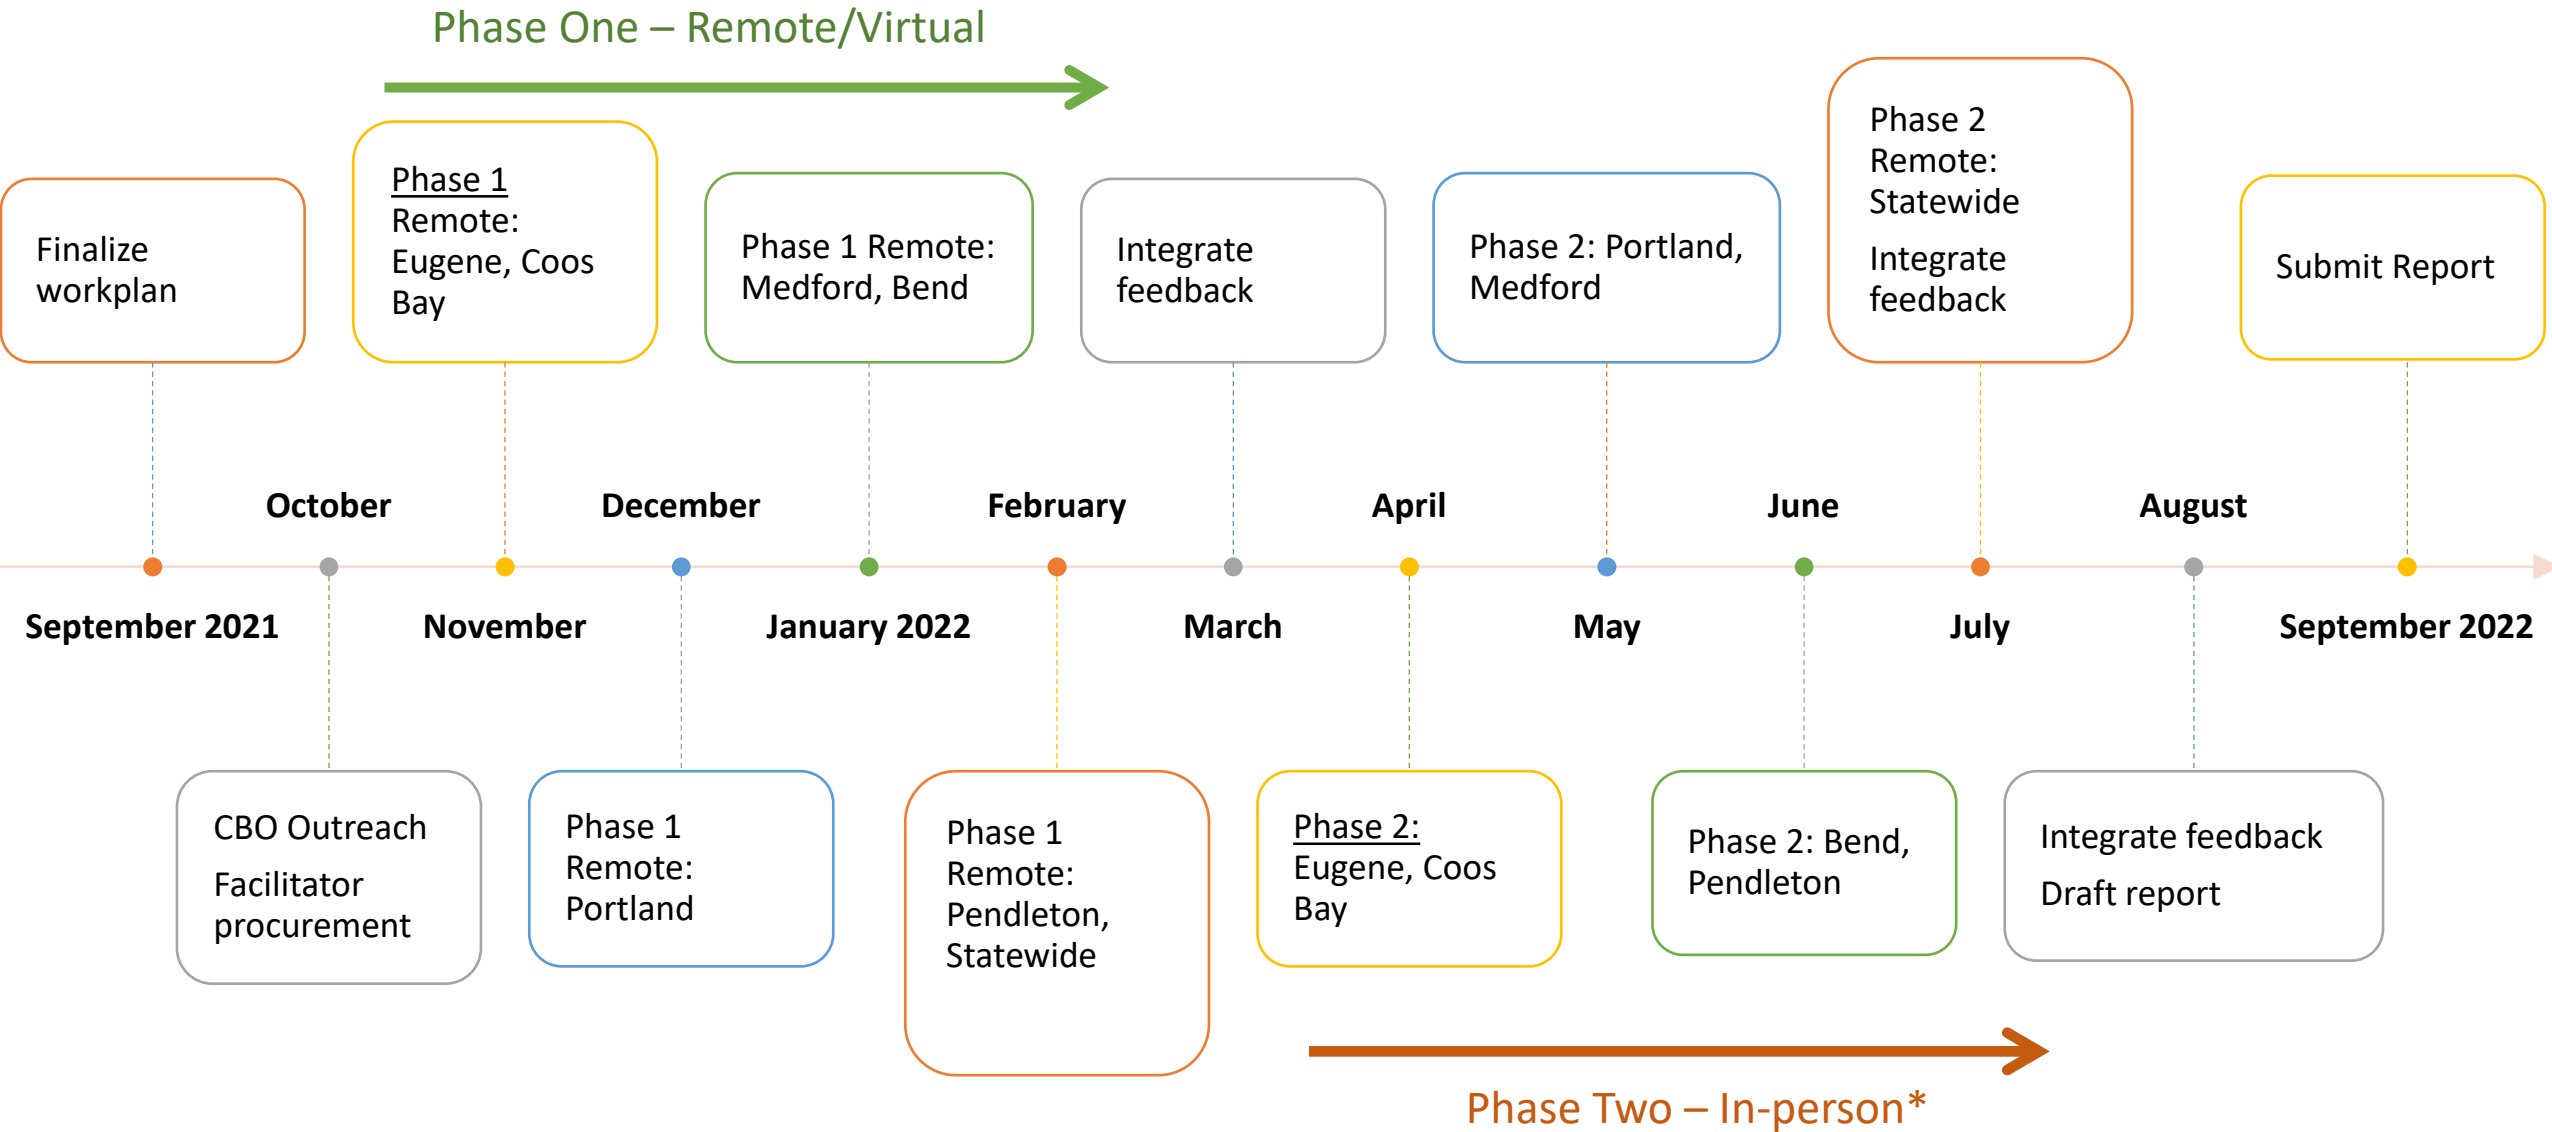 Phase One – Remote/Virtual
Finalize
workplan
Phase 1
Remote:
Eugene, Coos
Bay
Phase 1 Remote:
Medford, Bend
Integrate
feedback
Phase 2: Portland,
Medford
Phase 2
Remote:
Statewide
Integrate
feedback
Submit Report
October
December
February
April
June
August
September 2021
November
January 2022
March
May
July
September 2022
CBO Outreach
Facilitator
procurement
Phase 1
Remote:
Portland
Phase 1
Remote:
Pendleton,
Statewide
Phase 2:
Eugene, Coos
Bay
Phase 2: Bend,
Pendleton
Integrate feedback
Draft report
Phase Two – In-person*